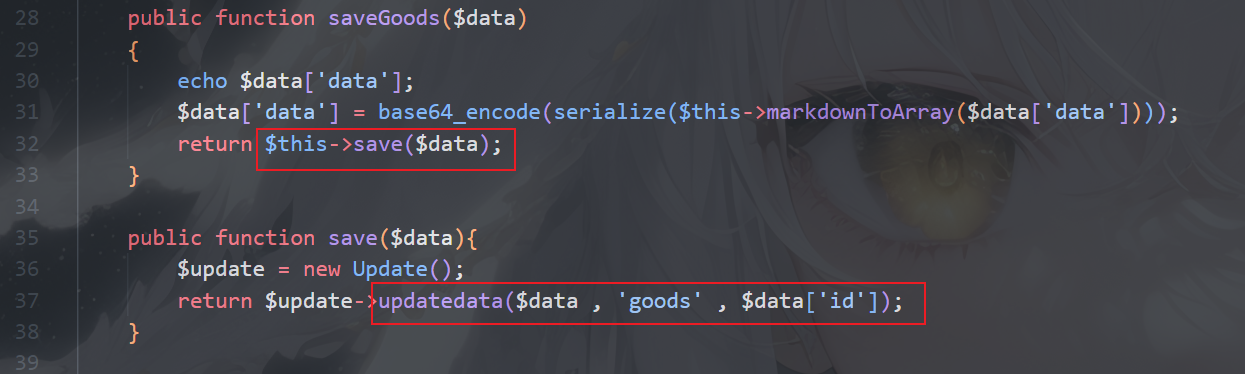 28 public function saveGoods($data)
29 {
30 echo $data['data'];
31 $data['data'] = base64_encode(serialize($this->markdownToArray($data['data'])));
32 return $this->save($data);
33 }
34
35 public function save($data){
36 $update = new Update();
37 return $update->updatedata($data , 'goods' , $data['id']);
38 }
39